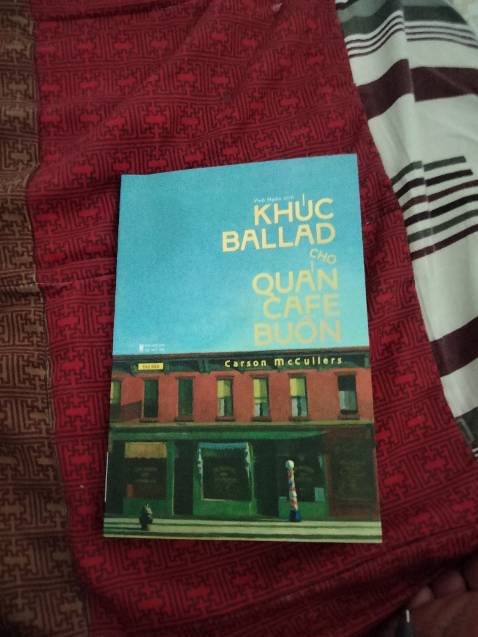 KHÚC
BALLAD
CHO
QUÁN
CAFE
BUỒN
Carson McCullers